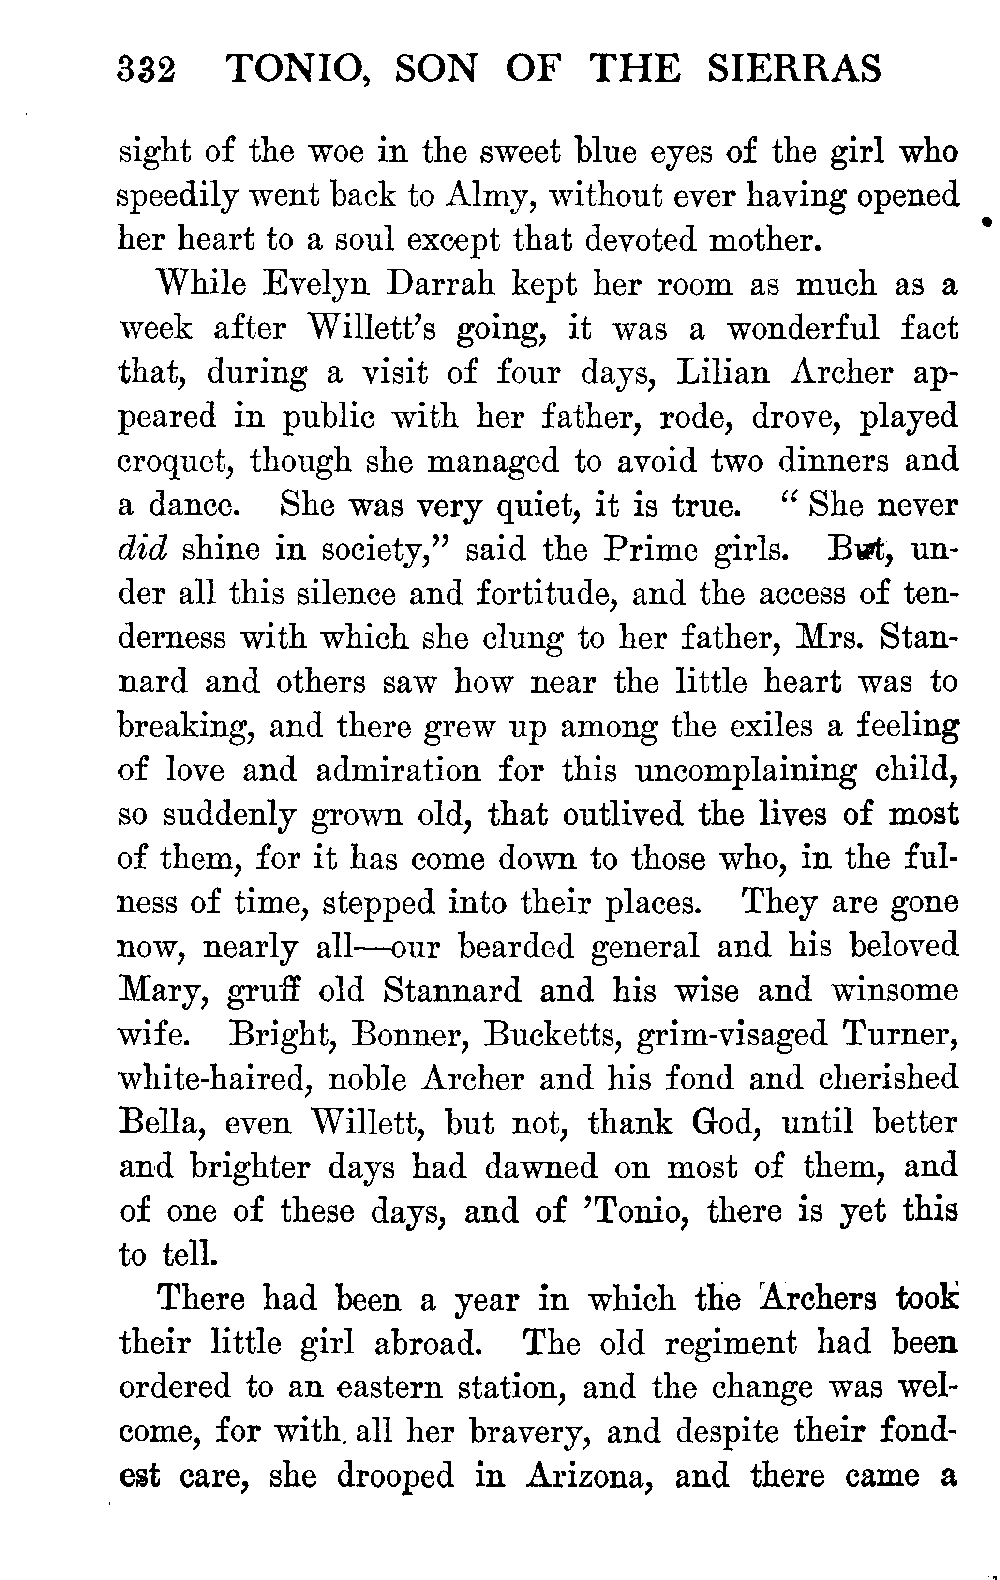 332 TONIO, SON OF THE SIERRAS
sight of the woe in the sweet blue eyes of the girl who
speedily went back to Almy, without ever having opened
her heart to a soul except that devoted mother.
While Evelyn Darrah kept her room as much as a
week after Willett's going, it was a wonderful fact
that, during a visit of four days, Lilian Archer ap-
peared in public with her father, rode, drove, played
croquet, though she managed to avoid two dinners and
a dance. She was very quiet, it is true. "She never
did shine in society," said the Prime girls. But, un-
der all this silence and fortitude, and the access of ten-
derness with which she clung to her father, Mrs. Stan-
nard and others saw how near the little heart was to
breaking, and there grew up among the exiles a feeling
of love and admiration for this uncomplaining child,
so suddenly grown old, that outlived the lives of most
of them, for it has come down to those who, in the ful-
ness of time, stepped into their places. They are gone
now, nearly all—our bearded general and his beloved
Mary, gruff old Stannard and his wise and winsome
wife. Bright, Bonner, Bucketts, grim-visaged Turner,
white-haired, noble Archer and his fond and cherished
Bella, even Willett, but not, thank God, until better
and brighter days had dawned on most of them, and
of one of these days, and of 'Tonio, there is yet this
to tell.
There had been a year in which the Archers took
their little girl abroad. The old regiment had been
ordered to an eastern station, and the change was wel-
come, for with all her bravery, and despite their fond-
est care, she drooped in Arizona, and there came a